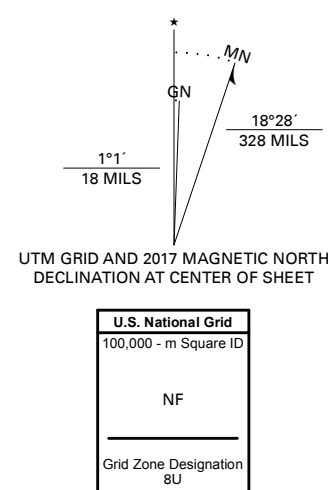 ★
MN
GN
18°28´
328 MILS
1°1´
18 MILS
UTM GRID AND 2017 MAGNETIC NORTH
DECLINATION AT CENTER OF SHEET
U.S. National Grid
100,000 - m Square ID
NF
Grid Zone Designation
8U